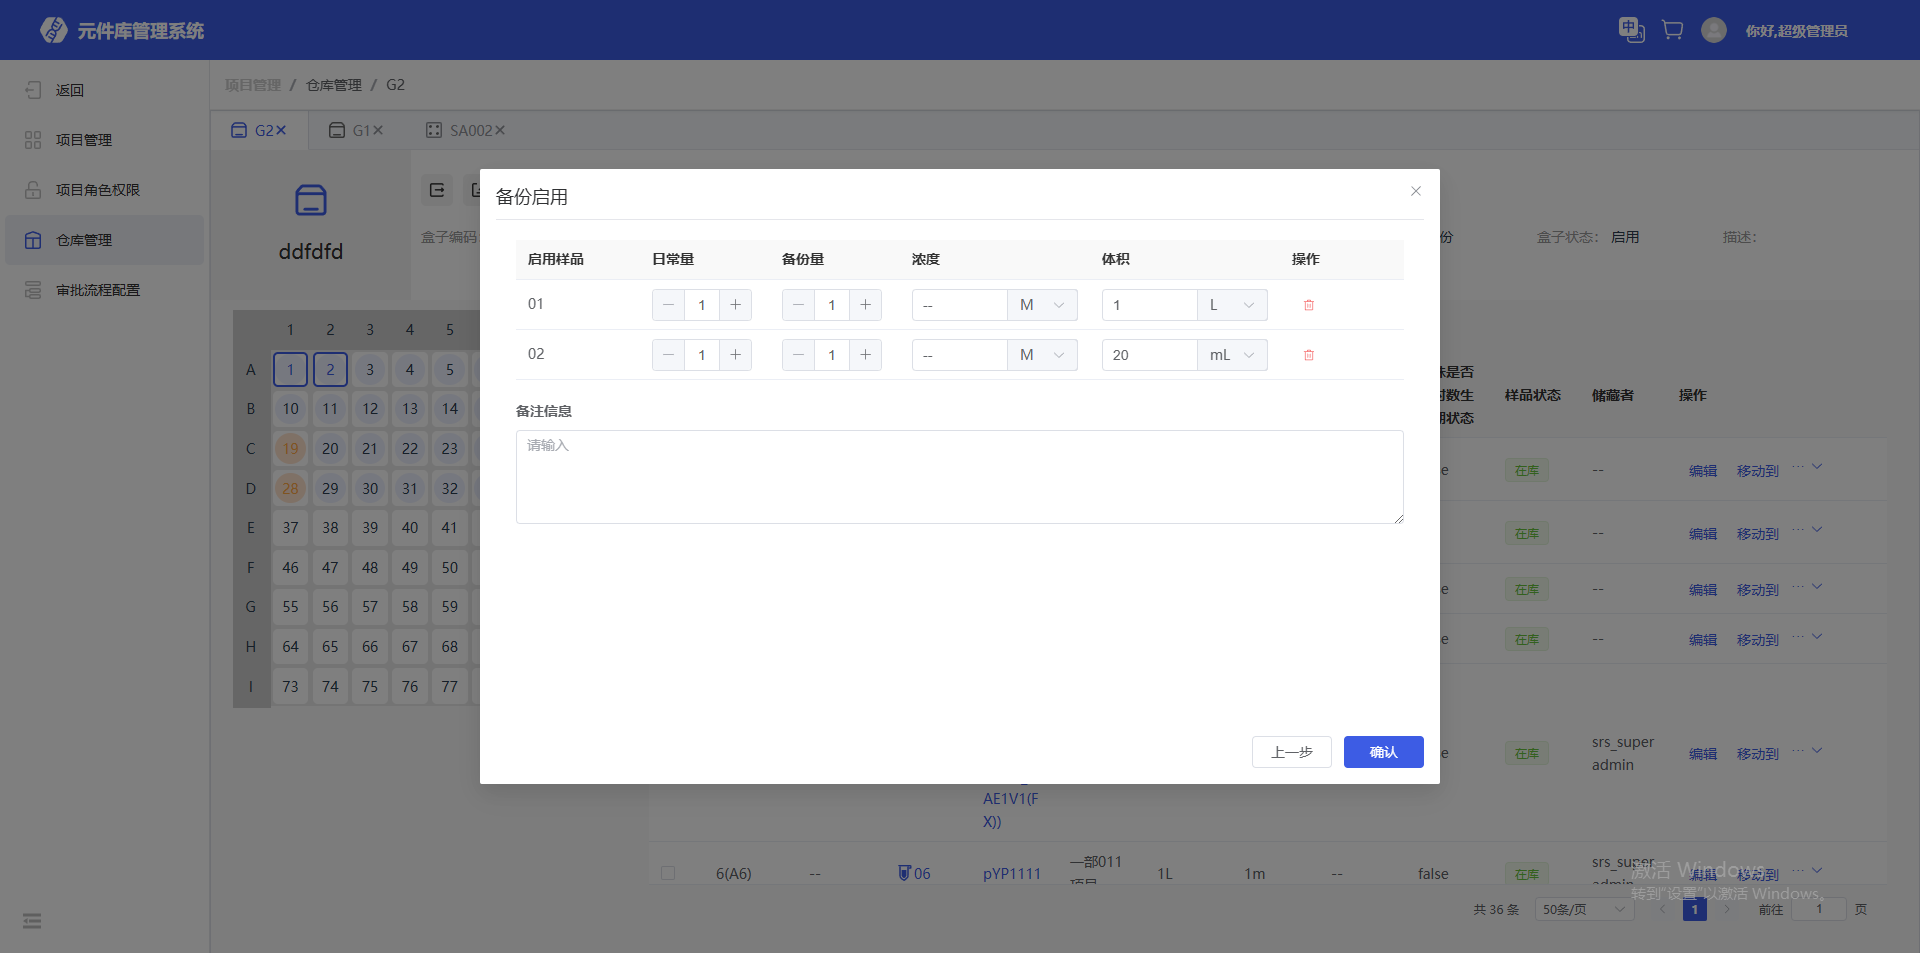 元件库管理系统
中
你好,超级管理员
返回
项目管理
项目角色权限
仓库管理
审批流程配置
项目管理 / 仓库管理 / G2
G2 G1 SA002
ddfdfd
盒子编码
份 盒子状态: 启用 描述:
1 2 3 4 5
A 1 2 3 4 5
B 10 11 12 13 14
C 19 20 21 22 23
D 28 29 30 31 32
E 37 38 39 40 41
F 46 47 48 49 50
G 55 56 57 58 59
H 64 65 66 67 68
I 73 74 75 76 77
备份启用
启用样品 日常量 备份量 浓度 体积 操作
01 1 1 -- M 1 L
02 1 1 -- M 20 mL
备注信息
请输入
上一步 确认
是否
数生
状态
样品状态 储藏者 操作
e 在库 -- 编辑 移动到 ...
在库 -- 编辑 移动到 ...
e 在库 -- 编辑 移动到 ...
e 在库 -- 编辑 移动到 ...
e 在库 srs_super
admin 编辑 移动到 ...
AE1V1(F
X))
6(A6) -- 06 pYP1111 一部011 1L 1m -- false 在库 srs_super 编辑 移动到 ...
激活 Windows
转到"设置"以激活 Windows。
共 36 条 50条/页 1 前往 1 页